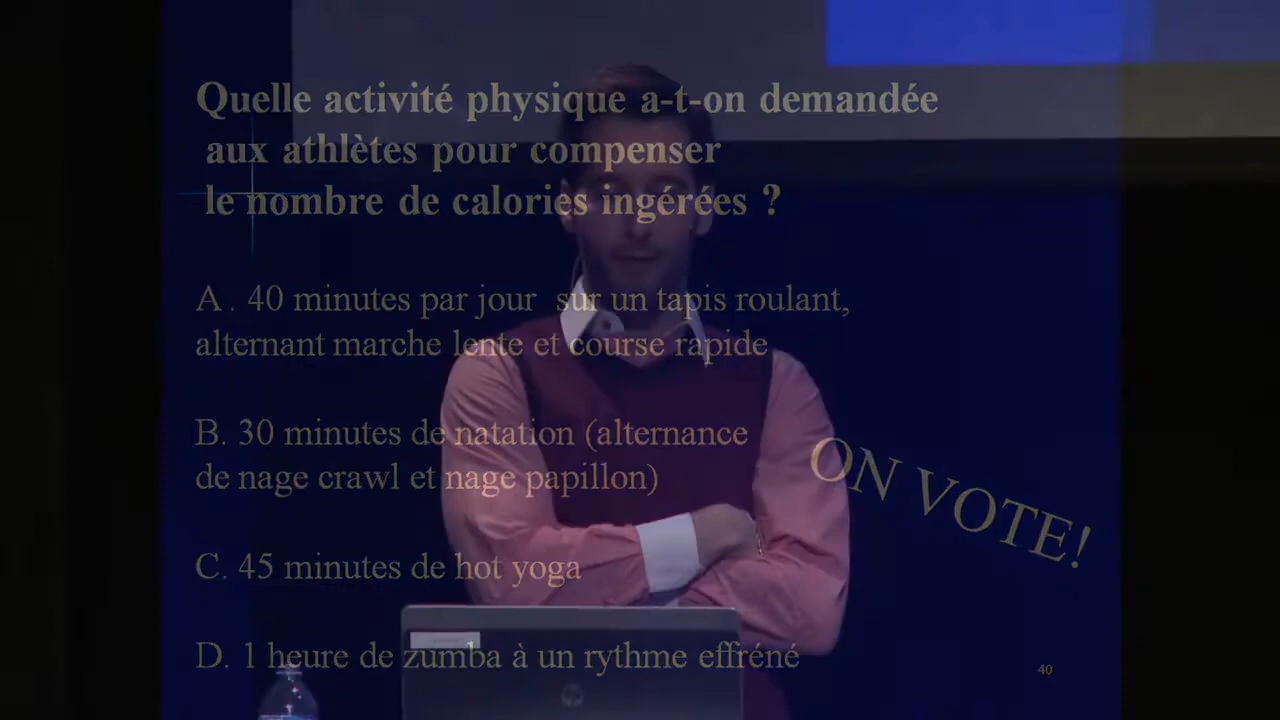 Quelle activité physique a-t-on demandée
aux athlètes pour compenser
le nombre de calories ingérées ?
A . 40 minutes par jour sur un tapis roulant,
alternant marche lente et course rapide
B. 30 minutes de natation (alternance
de nage crawl et nage papillon)
ON VOTE!
C. 45 minutes de hot yoga
D. 1 heure de zumba à un rythme effréné
40